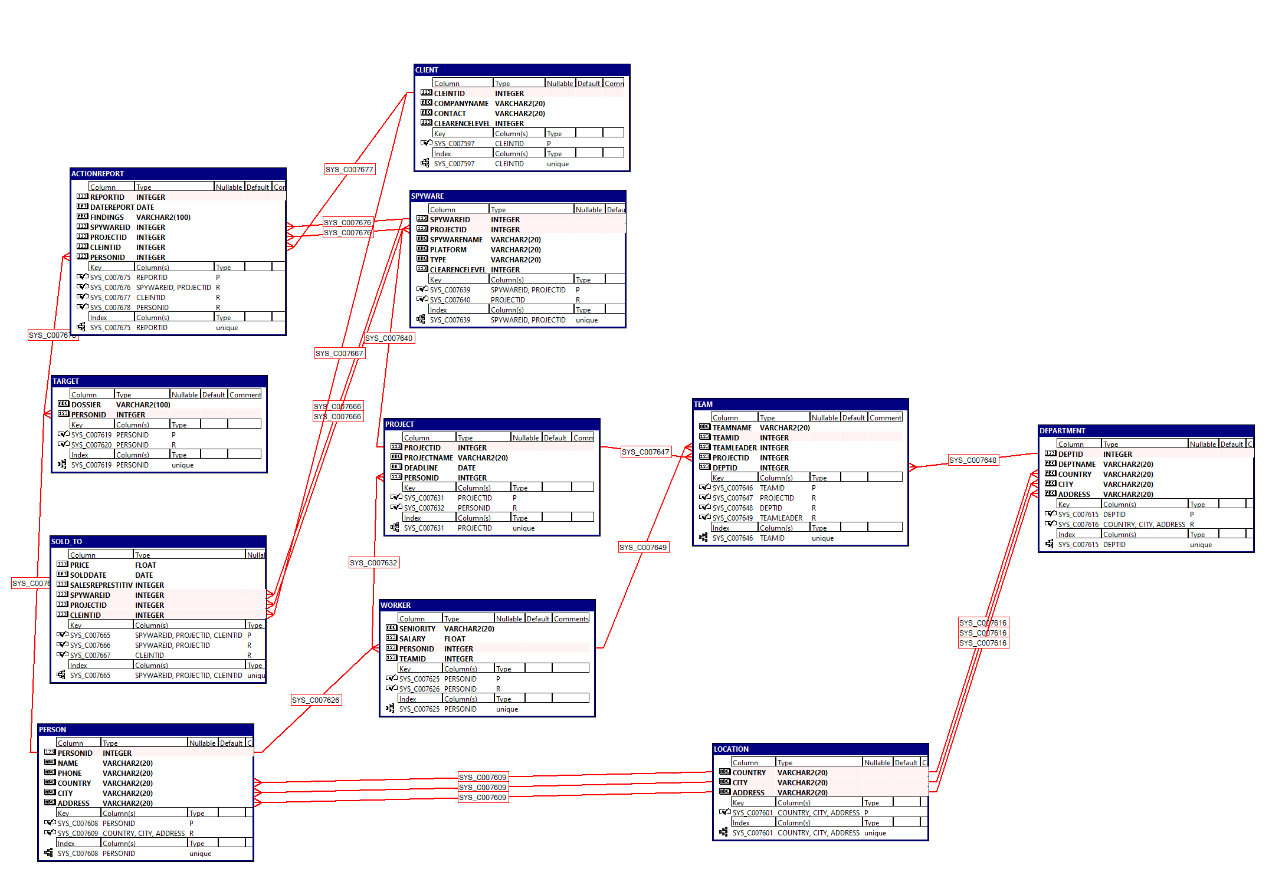 CLIENT
Column Type Nullable Default Comn
CLEINTID INTEGER
COMPANYNAME VARCHAR2(20)
CONTACT VARCHAR2(20)
CLEARENCELEVEL INTEGER
Key Column(s) Type
SYS_C007597 CLEINTID P
Index Column(s) Type
SYS_C007597 CLEINTID unique
SYS_C007677
ACTIONREPORT
Column Type Nullable Default Con
REPORTID INTEGER
DATEREPORT DATE
FINDINGS VARCHAR2(100)
SPYWAREID INTEGER
PROJECTID INTEGER
CLEINTID INTEGER
PERSONID INTEGER
Key Column(s) Type
SYS_C007675 REPORTID P
SYS_C007676 SPYWAREID, PROJECTID R
SYS_C007677 CLEINTID R
SYS_C007678 PERSONID R
Index Column(s) Type
SYS_C007675 REPORTID unique
SYS_C007676
SYS_C007676
SPYWARE
Column Type Nullable Defau
SPYWAREID INTEGER
PROJECTID INTEGER
SPYWARENAME VARCHAR2(20)
PLATFORM VARCHAR2(20)
TYPE VARCHAR2(20)
CLEARENCELEVEL INTEGER
Key Column(s) Type
SYS_C007639 SPYWAREID, PROJECTID P
SYS_C007640 PROJECTID R
Index Column(s) Type
SYS_C007639 SPYWAREID, PROJECTID unique
SYS_C00767
SYS_C007640
SYS_C007667
TARGET
Column Type Nullable Default Comment
DOSSIER VARCHAR2(100)
PERSONID INTEGER
Key Column(s) Type
SYS_C007619 PERSONID P
SYS_C007620 PERSONID R
Index Column(s) Type
SYS_C007619 PERSONID unique
SYS_C007666
SYS_C007666
PROJECT
Column Type Nullable Default Comm
PROJECTID INTEGER
PROJECTNAME VARCHAR2(20)
DEADLINE DATE
PERSONID INTEGER
Key Column(s) Type
SYS_C007631 PROJECTID P
SYS_C007632 PERSONID R
Index Column(s) Type
SYS_C007631 PROJECTID unique
SYS_C007647
TEAM
Column Type Nullable Default Comment
TEAMNAME VARCHAR2(20)
TEAMID INTEGER
TEAMLEADER INTEGER
PROJECTID INTEGER
DEPTID INTEGER
Key Column(s) Type
SYS_C007646 TEAMID P
SYS_C007647 PROJECTID R
SYS_C007648 DEPTID R
SYS_C007649 TEAMLEADER R
Index Column(s) Type
SYS_C007646 TEAMID unique
SYS_C007648
DEPARTMENT
Column Type Nullable
DEPTID INTEGER
DEPTNAME VARCHAR2(20)
COUNTRY VARCHAR2(20)
CITY VARCHAR2(20)
ADDRESS VARCHAR2(20)
Key Column(s) Type
SYS_C007615 DEPTID P
SYS_C007616 COUNTRY, CITY, ADDRESS R
Index Column(s) Type
SYS_C007615 DEPTID unique
SOLD TO
Column Type Nullal
PRICE FLOAT
SOLDDATE DATE
SALESREPRESTITIV INTEGER
SPYWAREID INTEGER
PROJECTID INTEGER
CLEINTID INTEGER
Key Column(s) Type
SYS_C007665 SPYWAREID, PROJECTID, CLEINTID P
SYS_C007666 SPYWAREID, PROJECTID R
SYS_C007667 CLEINTID R
Index Column(s) Type
SYS_C007665 SPYWAREID, PROJECTID, CLEINTID uniqu
SYS_C0076
SYS_C007632
SYS_C007649
WORKER
Column Type Nullable Default Comments
SENIORITY VARCHAR2(20)
SALARY FLOAT
PERSONID INTEGER
TEAMID INTEGER
Key Column(s) Type
SYS_C007625 PERSONID P
SYS_C007626 PERSONID R
Index Column(s) Type
SYS_C007625 PERSONID unique
SYS_C007616
SYS_C007616
SYS_C007616
SYS_C007626
PERSON
Column Type Nullable Default C
PERSONID INTEGER
NAME VARCHAR2(20)
PHONE VARCHAR2(20)
COUNTRY VARCHAR2(20)
CITY VARCHAR2(20)
ADDRESS VARCHAR2(20)
Key Column(s) Type
SYS_C007608 PERSONID P
SYS_C007609 COUNTRY, CITY, ADDRESS R
Index Column(s) Type
SYS_C007608 PERSONID unique
SYS_C007609
SYS_C007609
SYS_C007609
LOCATION
Column Type Nullable Default C
COUNTRY VARCHAR2(20)
CITY VARCHAR2(20)
ADDRESS VARCHAR2(20)
Key Column(s) Type
SYS_C007601 COUNTRY, CITY, ADDRESS P
Index Column(s) Type
SYS_C007601 COUNTRY, CITY, ADDRESS unique